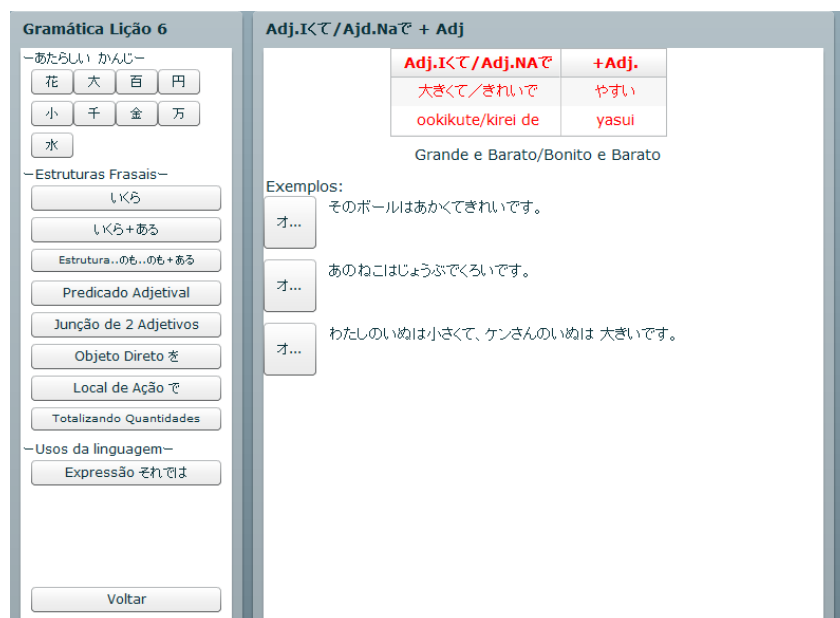 Gramática Lição 6
ーあたらしい かんじー
花 大 百 円
小 千 金 万
水
ーEstruturas Frasaisー
いくら
いくら+ある
Estrutura..のも..のも+ある
Predicado Adjetival
Junção de 2 Adjetivos
Objeto Direto を
Local de Ação で
Totalizando Quantidades
ーUsos da linguagemー
Expressão それでは
Voltar
Adj.Iくて/Ajd.Naで + Adj
Adj.Iくて/Adj.NAで +Adj.
大きくて/きれいで やすい
ookikute/kirei de yasui
Grande e Barato/Bonito e Barato
Exemplos:
オ... そのボールはあかくてきれいです。
オ... あのねこはじょうぶでくろいです。
オ... わたしのいぬは小さくて、ケンさんのいぬは 大きいです。